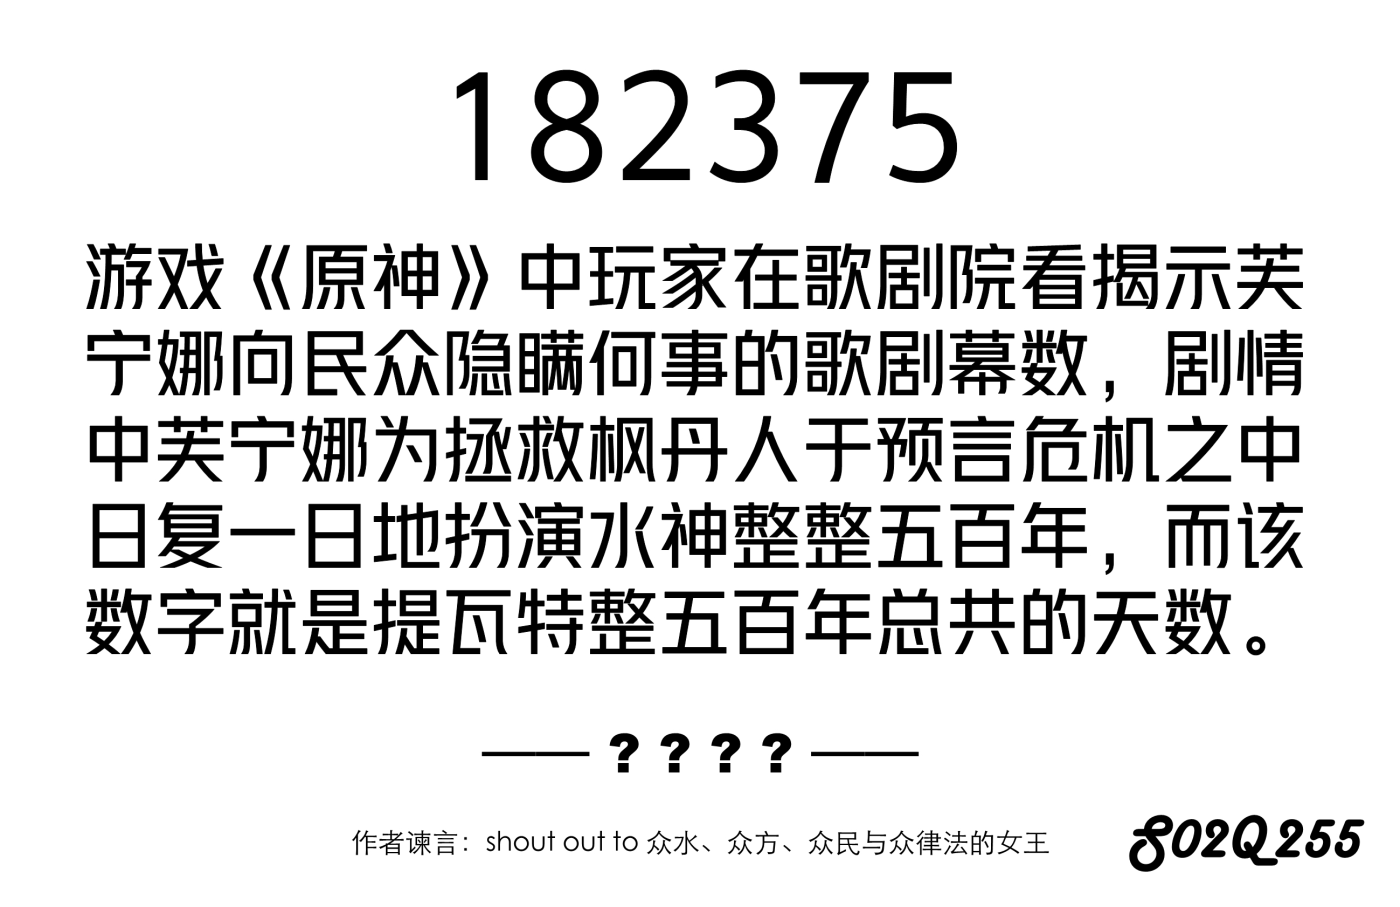 182375
游戏《原神》中玩家在歌剧院看揭示芙
宁娜向民众隐瞒何事的歌剧幕数，剧情
中芙宁娜为拯救枫丹人于预言危机之中
日复一日地扮演水神整整五百年，而该
数字就是提瓦特整五百年总共的天数。
—— ? ? ? ? ——
作者谏言：shout out to 众水、众方、众民与众律法的女王
S02Q255